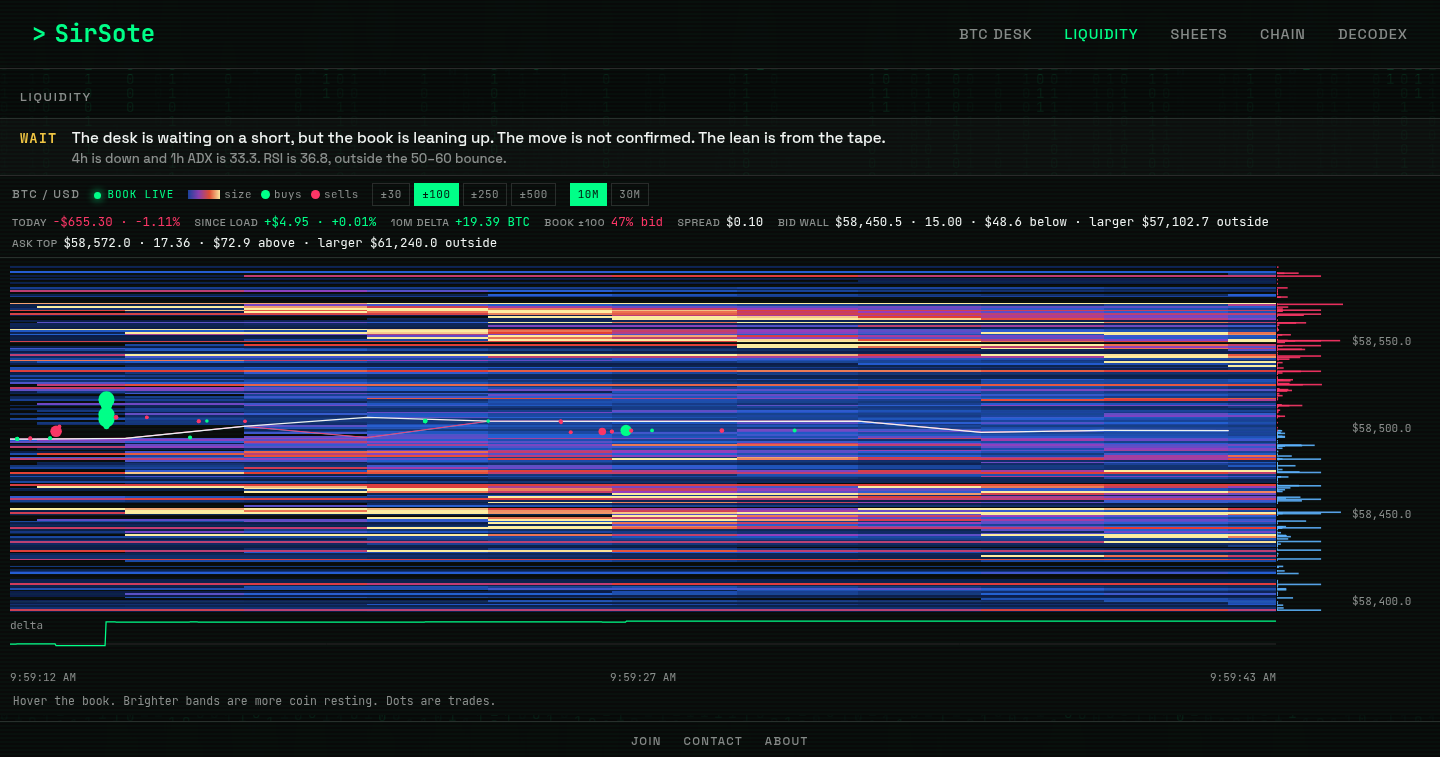 > SirSote
BTC DESK LIQUIDITY SHEETS CHAIN DECODEX
LIQUIDITY
WAIT The desk is waiting on a short, but the book is leaning up. The move is not confirmed. The lean is from the tape.
4h is down and 1h ADX is 33.3. RSI is 36.8, outside the 50–60 bounce.
BTC / USD BOOK LIVE size buys sells ±30 ±100 ±250 ±500 10M 30M
TODAY -$655.30 · -1.11% SINCE LOAD +$4.95 · +0.01% 10M DELTA +19.39 BTC BOOK ±100 47% bid SPREAD $0.10 BID WALL $58,450.5 · 15.00 · $48.6 below · larger $57,102.7 outside
ASK TOP $58,572.0 · 17.36 · $72.9 above · larger $61,240.0 outside
$58,550.0
$58,500.0
$58,450.0
$58,400.0
delta
9:59:12 AM 9:59:27 AM 9:59:43 AM
Hover the book. Brighter bands are more coin resting. Dots are trades.
JOIN CONTACT ABOUT